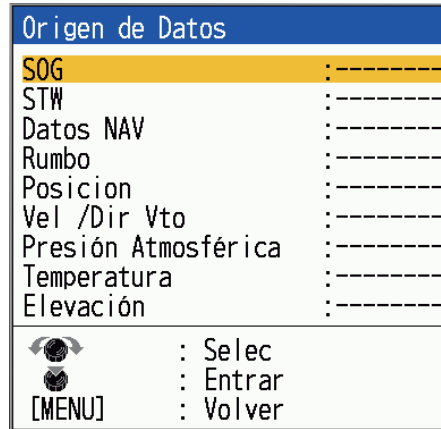 Origen de Datos
SOG :--------
STW :--------
Datos NAV :--------
Rumbo :--------
Posicion :--------
Vel /Dir Vto :--------
Presión Atmosférica :--------
Temperatura :--------
Elevación :--------
: Selec
: Entrar
[MENU] : Volver